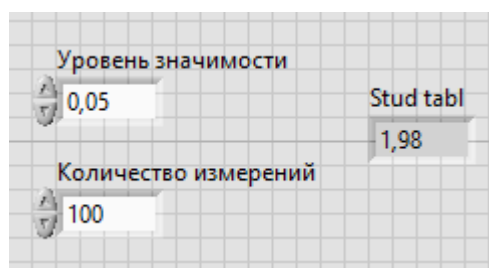 Уровень значимости
0,05
Stud tabl
1,98
Количество измерений
100